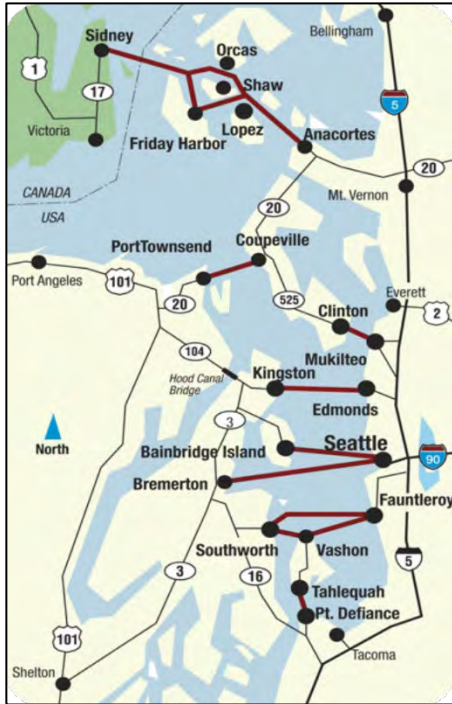 Sidney
Orcas
Bellingham
1
17
Shaw
5
Victoria
Lopez
Friday Harbor
Anacortes
20
CANADA
USA
20
Mt. Vernon
PortTownsend
Coupeville
Port Angeles
101
20
525
Clinton
Everett
2
104
Mukilteo
Hood Canal
Bridge
Kingston
Edmonds
3
North
Bainbridge Island
Seattle
90
Bremerton
Fauntleroy
Southworth
Vashon
5
3
16
Tahlequah
Pt. Defiance
101
Tacoma
Shelton